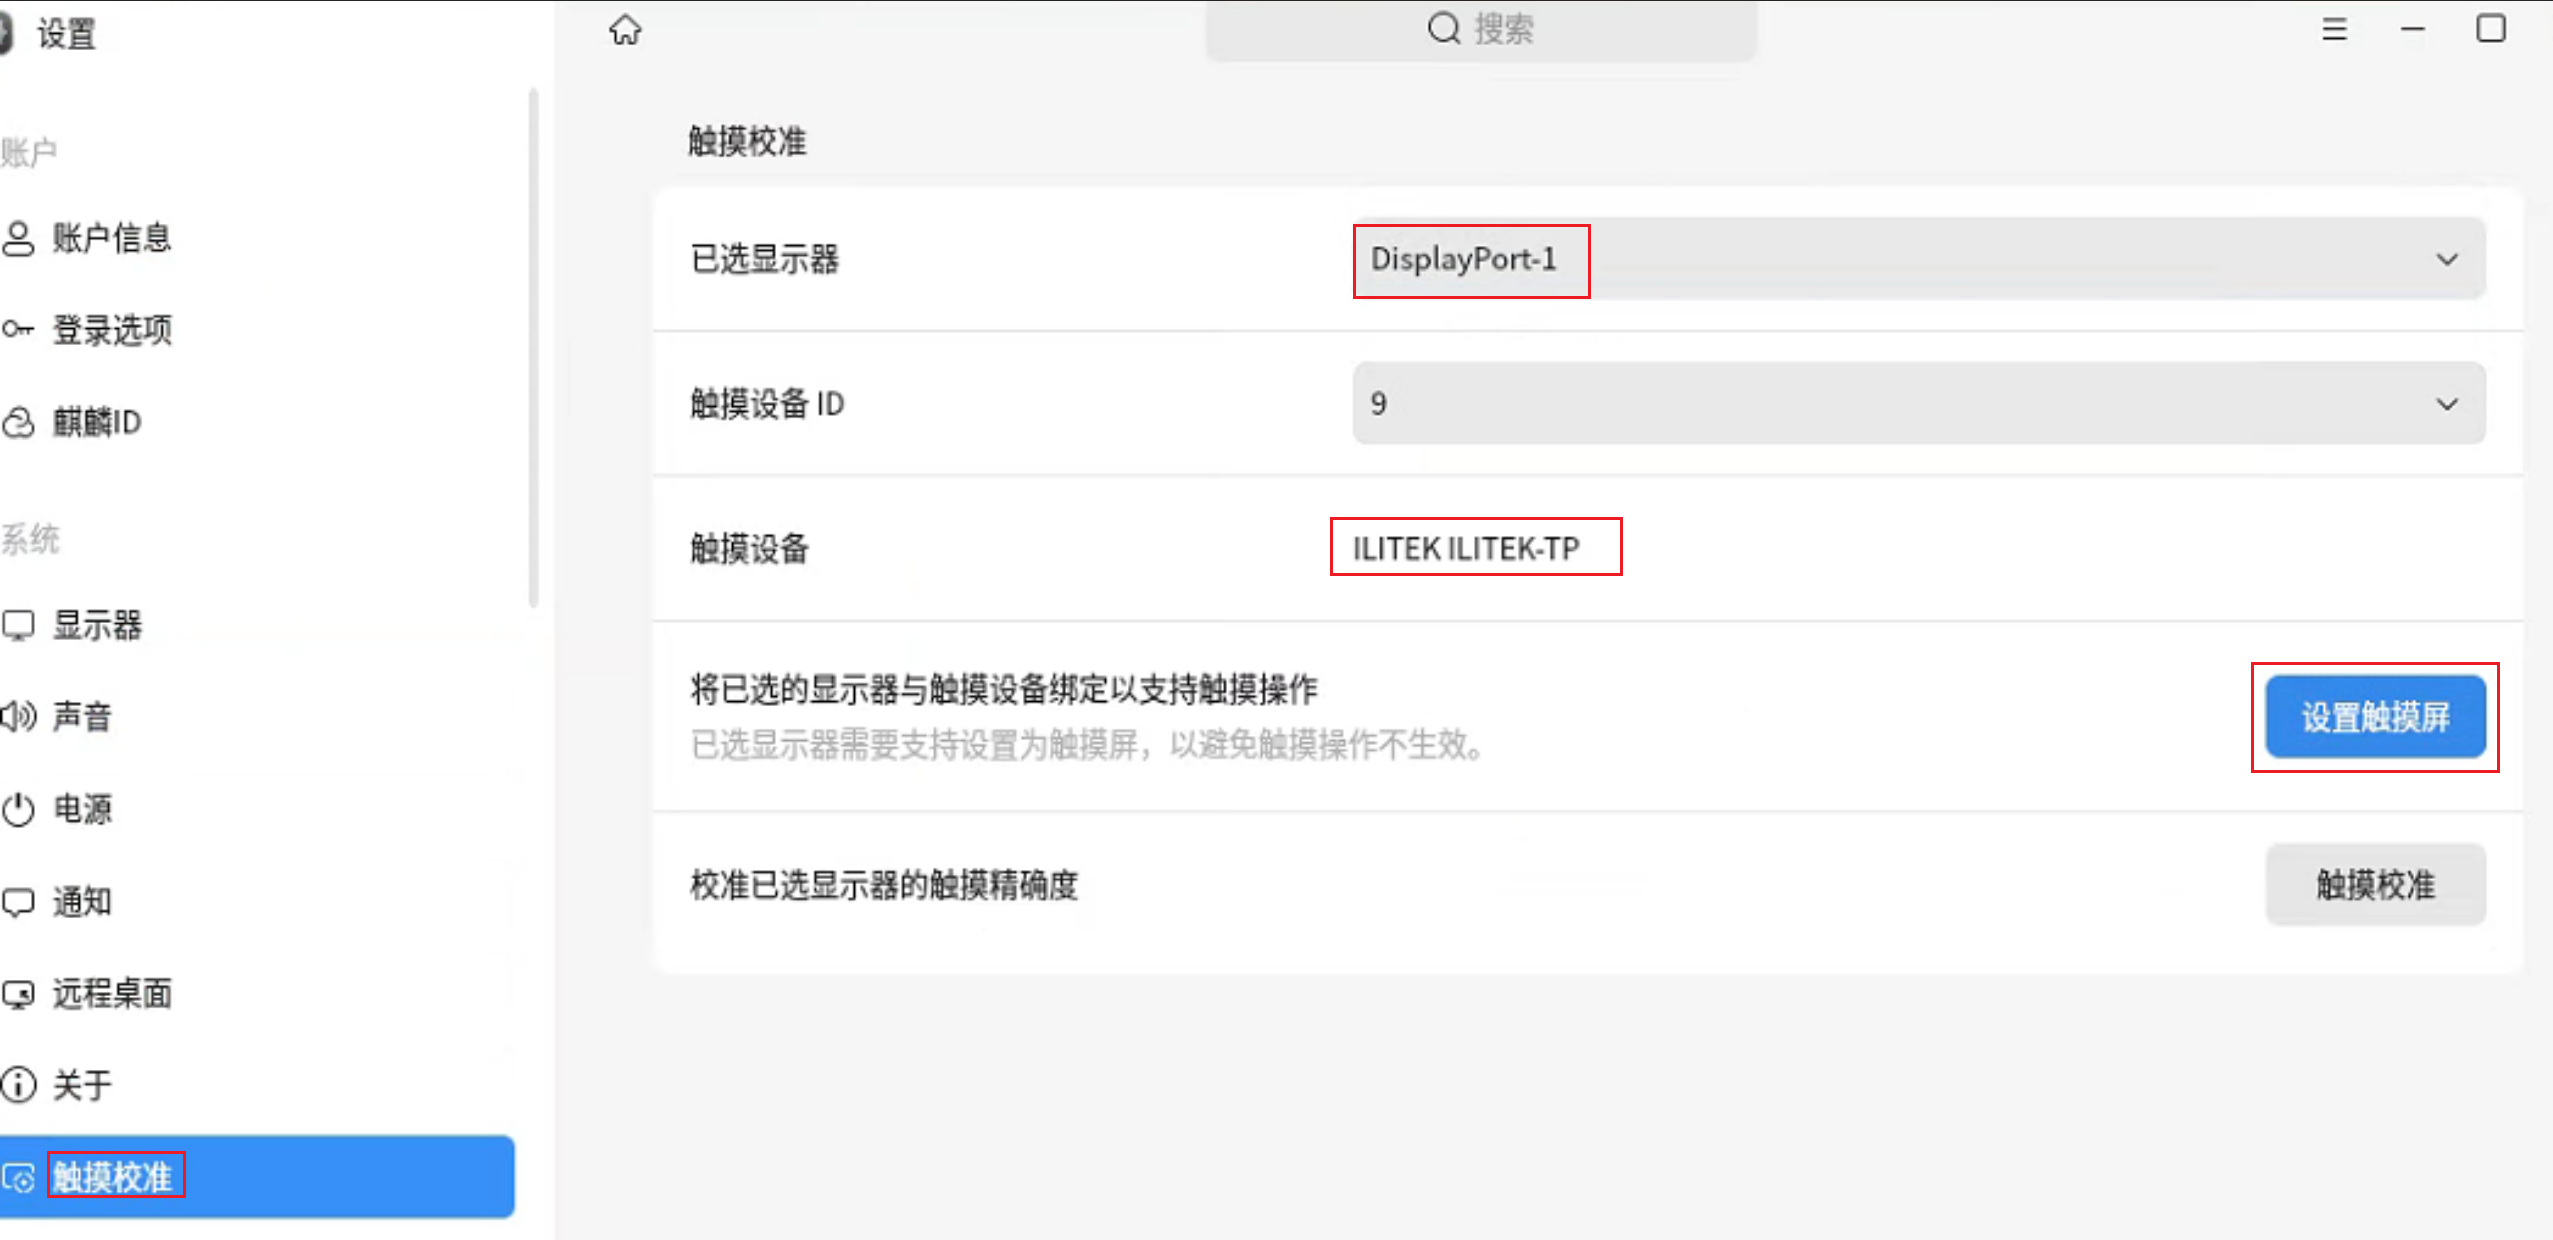 设置
搜索
账户
账户信息
登录选项
麒麟ID
系统
显示器
声音
电源
通知
远程桌面
关于
触摸校准
触摸校准
已选显示器
DisplayPort-1
触摸设备 ID
9
触摸设备
ILITEK ILITEK-TP
将已选的显示器与触摸设备绑定以支持触摸操作
已选显示器需要支持设置为触摸屏，以避免触摸操作不生效。
设置触摸屏
校准已选显示器的触摸精确度
触摸校准